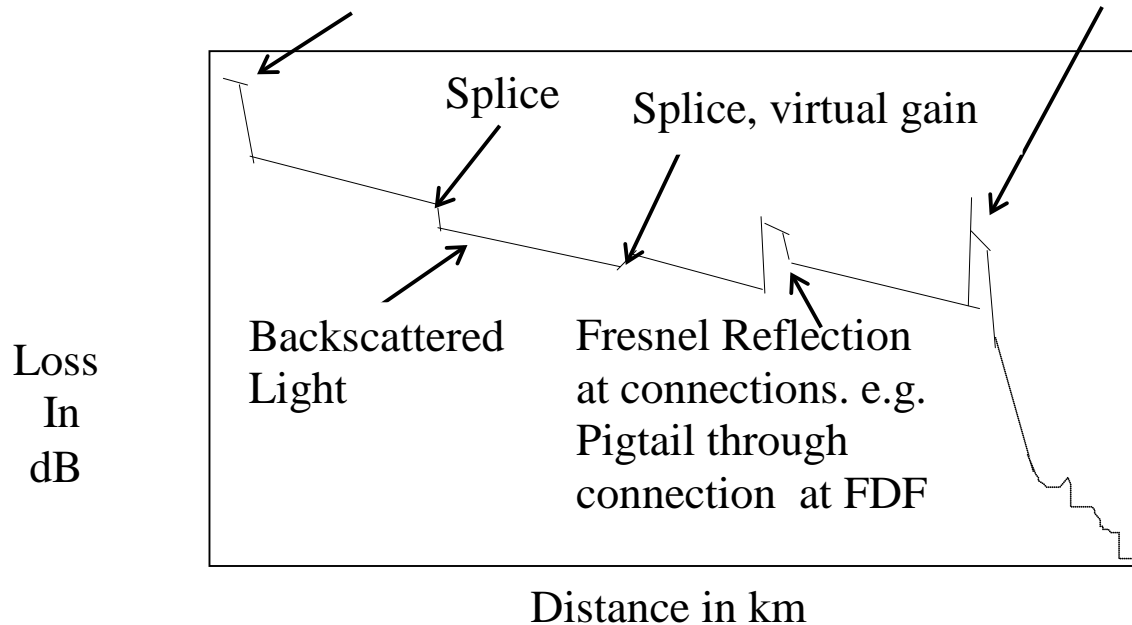 Splice
Splice, virtual gain
Backscattered
Light
Fresnel Reflection
at connections. e.g.
Pigtail through
connection at FDF
Loss
In
dB
Distance in km